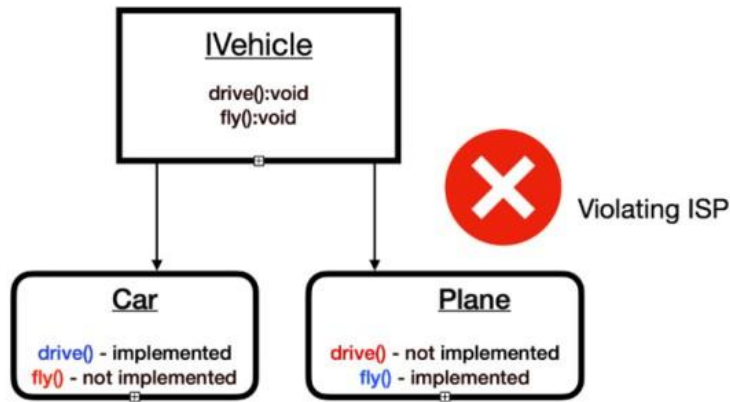 IVehicle
drive():void
fly():void
Violating ISP
Car
drive() - implemented
fly() - not implemented
Plane
drive() - not implemented
fly() - implemented